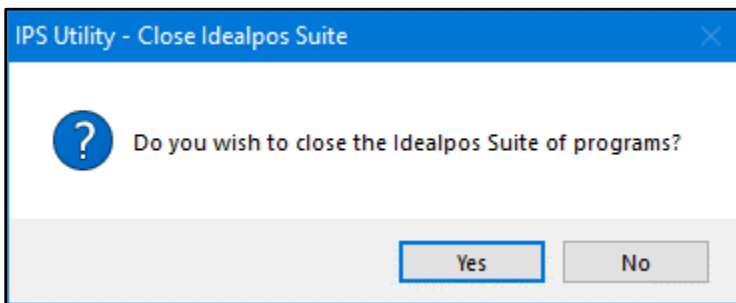 IPS Utility - Close Idealpos Suite
Do you wish to close the Idealpos Suite of programs?
Yes
No